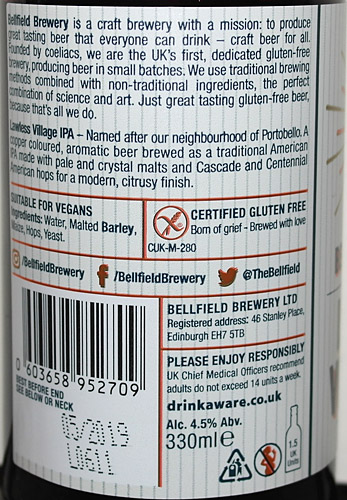 Bellfield Brewery is a craft brewery with a mission: to produce
great tasting beer that everyone can drink – craft beer for all.
Founded by coeliacs, we are the UK's first, dedicated gluten-free
brewery, producing beer in small batches. We use traditional brewing
methods combined with non-traditional ingredients, the perfect
combination of science and art. Just great tasting gluten-free beer,
because that's all we do.
Lawless Village IPA – Named after our neighbourhood of Portobello. A
copper coloured, aromatic beer brewed as a traditional American
IPA made with pale and crystal malts and Cascade and Centennial
American hops for a modern, citrusy finish.
SUITABLE FOR VEGANS
Ingredients: Water, Malted Barley,
Maize, Hops, Yeast.
CERTIFIED GLUTEN FREE
Born of grief - Brewed with love
CUK-M-280
/BellfieldBrewery
/BellfieldBrewery
@TheBellfield
0 603658 952709
BEST BEFORE END
SEE BELOW OR NECK
05/2019
L0611
BELLFIELD BREWERY LTD
Registered address: 46 Stanley Place,
Edinburgh EH7 5TB
PLEASE ENJOY RESPONSIBLY
UK Chief Medical Officers recommend
adults do not exceed 14 units a week.
drinkaware.co.uk
Alc. 4.5% Abv.
330ml e
1.5
UK
Units